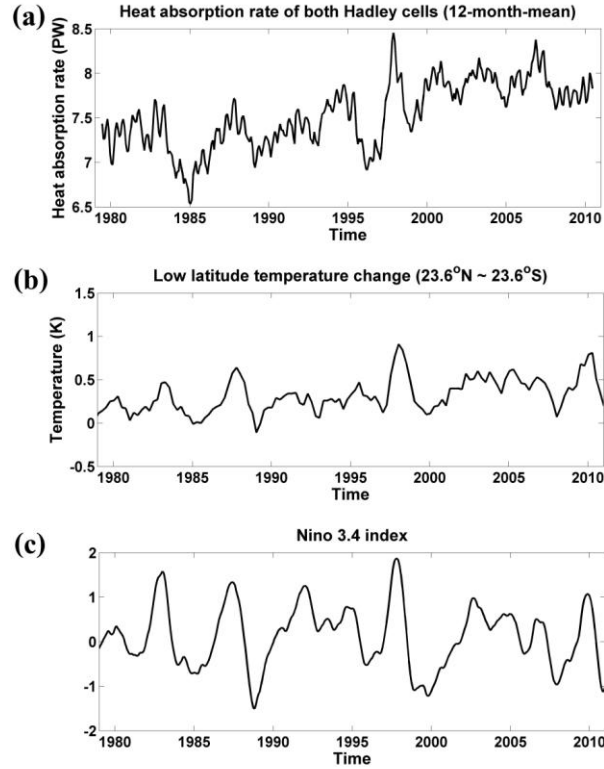 (a)
Heat absorption rate of both Hadley cells (12-month-mean)
Heat absorption rate (PW)
8.5
8
7.5
7
6.5
1980 1985 1990 1995 2000 2005 2010
Time
(b)
Low latitude temperature change (23.6°N ~ 23.6°S)
Temperature (K)
1.5
1
0.5
0
-0.5
1980 1985 1990 1995 2000 2005 2010
Time
(c)
Nino 3.4 index
2
1
0
-1
-2
1980 1985 1990 1995 2000 2005 2010
Time